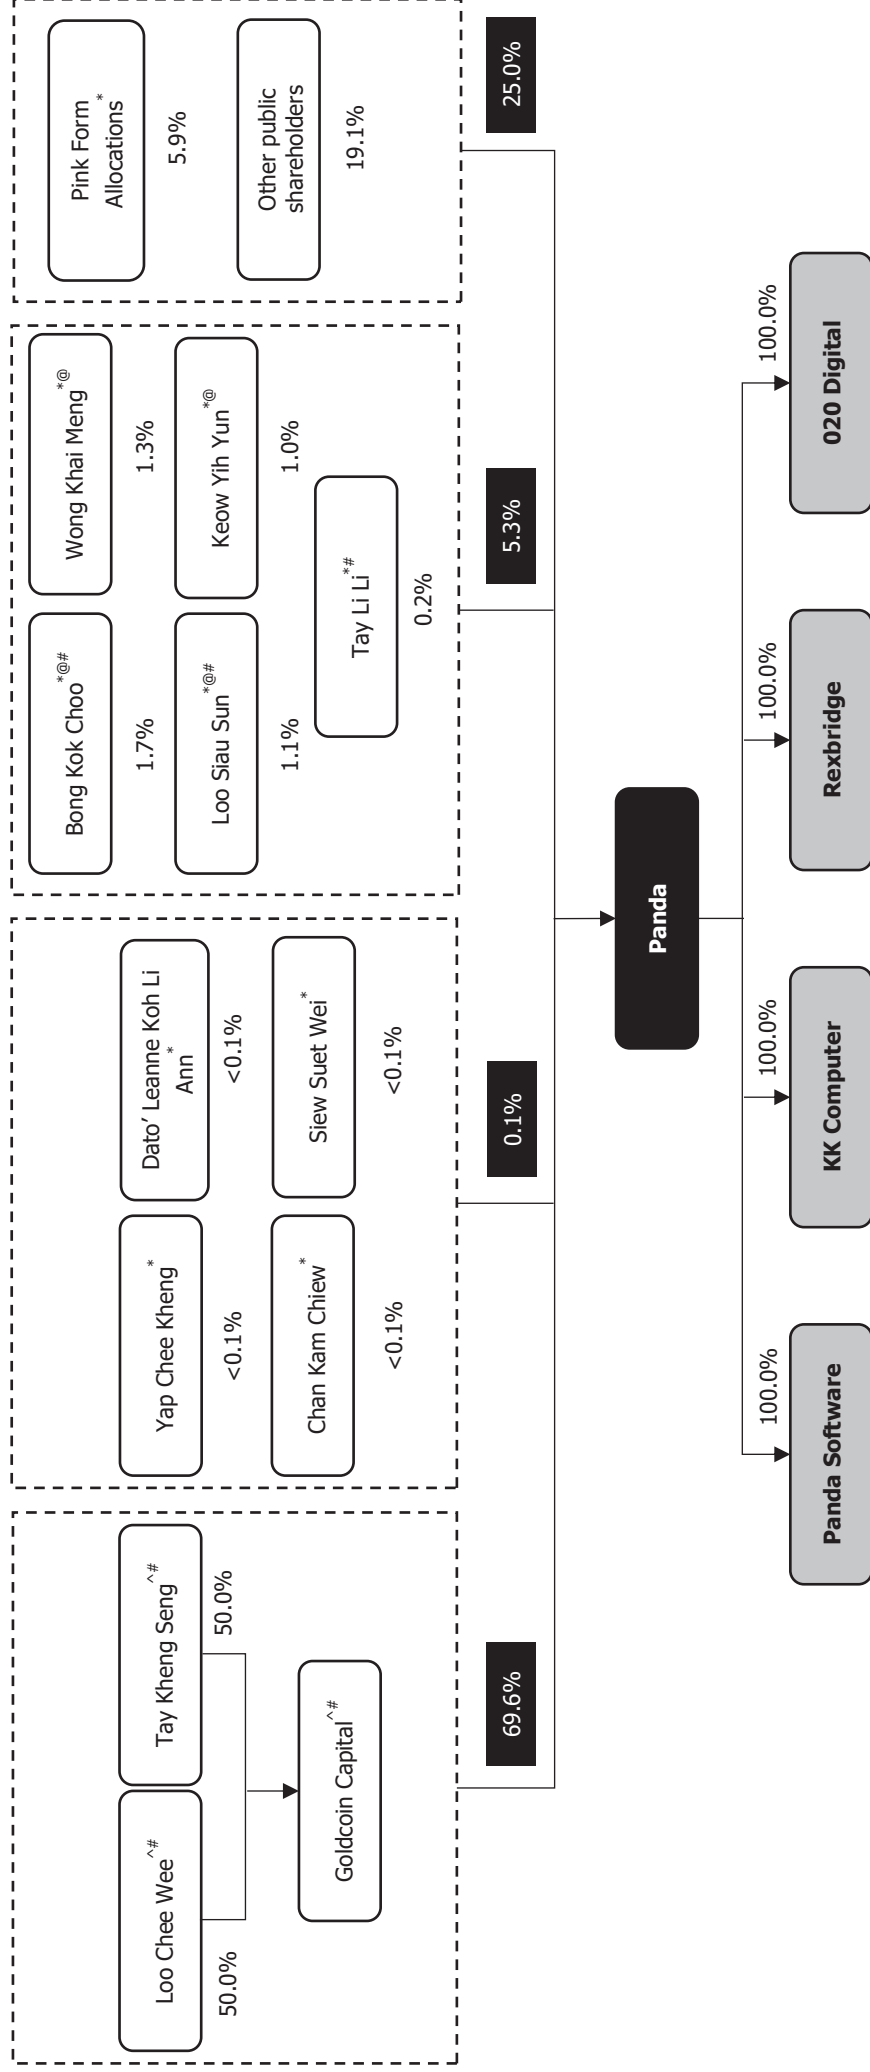 Loo Chee Wee^#
50.0%
Tay Kheng Seng^#
50.0%
Goldcoin Capital^#
69.6%
Yap Chee Kheng*
<0.1%
Dato’ Leanne Koh Li
Ann*
<0.1%
Chan Kam Chiew*
<0.1%
Siew Suet Wei*
<0.1%
0.1%
Bong Kok Choo*@#
1.7%
Wong Khai Meng*@
1.3%
Loo Siau Sun*@#
1.1%
Keow Yih Yun*@
1.0%
Tay Li Li*#
0.2%
5.3%
Pink Form
Allocations*
5.9%
Other public
shareholders
19.1%
25.0%
Panda
100.0%
100.0%
100.0%
100.0%
Panda Software
KK Computer
Rexbridge
020 Digital